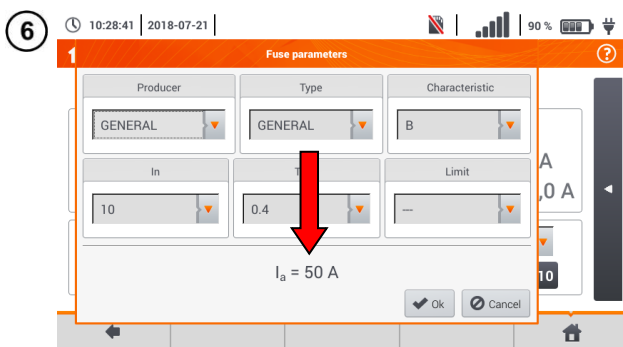 6
10:28:41 2018-07-21 90 %
1 Fuse parameters ?
Producer Type Characteristic
GENERAL GENERAL B
In T Limit
10 0.4 ---
A
,0 A
Ia = 50 A
10
Ok Cancel